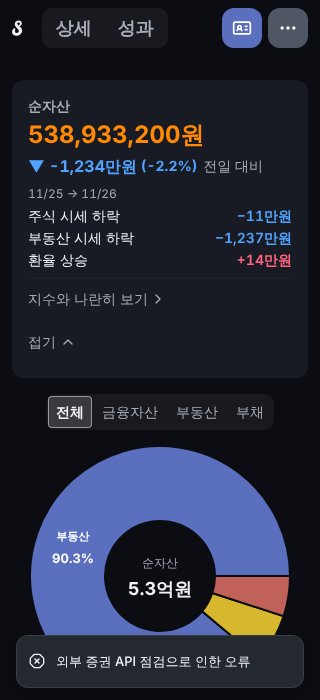 상세 성과
순자산
538,933,200원
▼ -1,234만원 (-2.2%) 전일 대비
11/25 → 11/26
주식 시세 하락 −11만원
부동산 시세 하락 −1,237만원
환율 상승 +14만원
지수와 나란히 보기 >
접기
전체 금융자산 부동산 부채
부동산
90.3%
순자산
5.3억원
외부 증권 API 점검으로 인한 오류